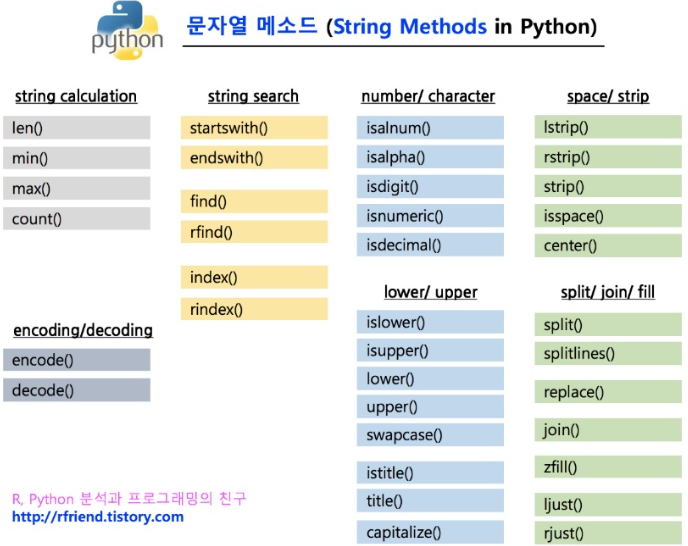 python
문자열 메소드 (String Methods in Python)
string calculation
len()
min()
max()
count()
encoding/decoding
encode()
decode()
string search
startswith()
endswith()
find()
rfind()
index()
rindex()
number/ character
isalnum()
isalpha()
isdigit()
isnumeric()
isdecimal()
lower/ upper
islower()
isupper()
lower()
upper()
swapcase()
istitle()
title()
capitalize()
space/ strip
lstrip()
rstrip()
strip()
isspace()
center()
split/ join/ fill
split()
splitlines()
replace()
join()
zfill()
ljust()
rjust()
R, Python 분석과 프로그래밍의 친구
http://rfriend.tistory.com